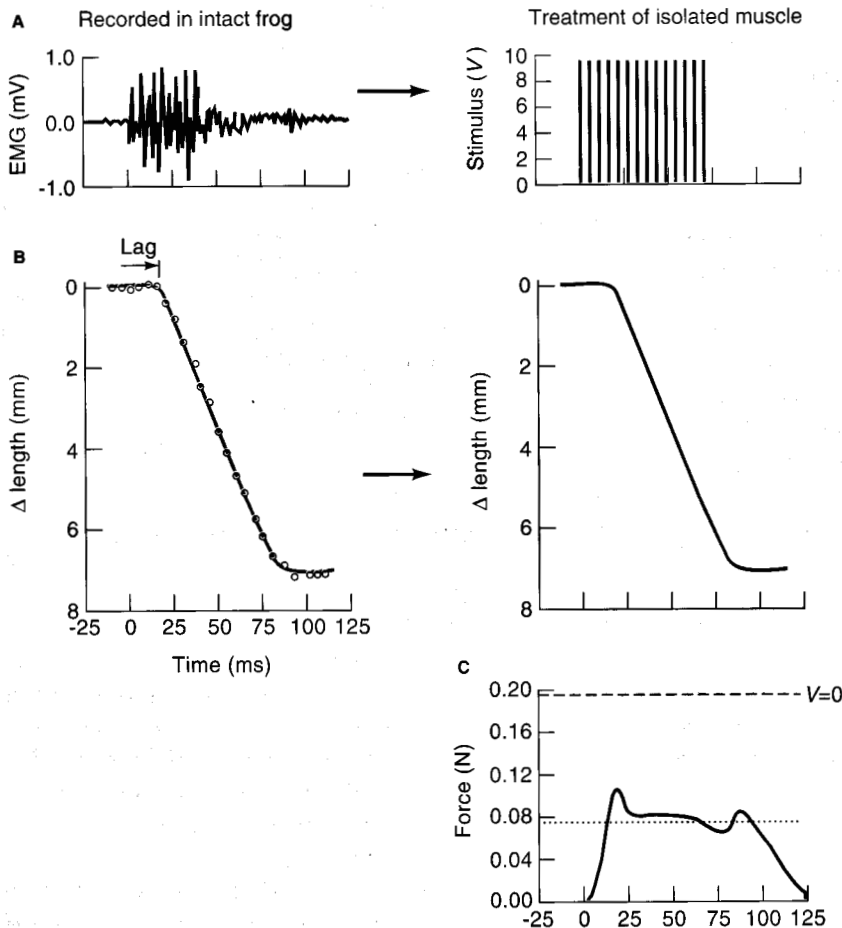 A Recorded in intact frog
Treatment of isolated muscle
EMG (mV)
1.0
0.0
-1.0
Stimulus (V)
10
8
6
4
2
0
B
Lag
Δ length (mm)
0
2
4
6
8
-25 0 25 50 75 100 125
Time (ms)
Δ length (mm)
0
2
4
6
8
C
Force (N)
0.20
0.16
0.12
0.08
0.04
0.00
V=0
-25 0 25 50 75 100 125